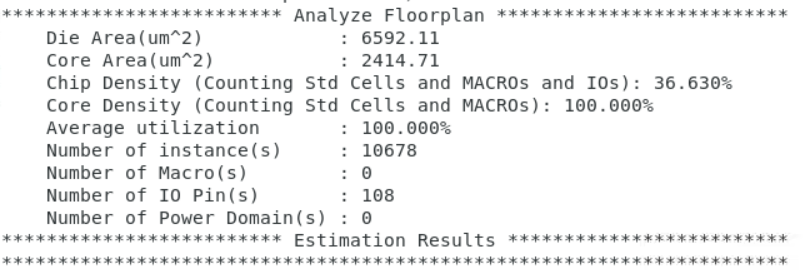 ************************* Analyze Floorplan **************************
Die Area(um^2) : 6592.11
Core Area(um^2) : 2414.71
Chip Density (Counting Std Cells and MACROs and IOs): 36.630%
Core Density (Counting Std Cells and MACROs): 100.000%
Average utilization : 100.000%
Number of instance(s) : 10678
Number of Macro(s) : 0
Number of IO Pin(s) : 108
Number of Power Domain(s) : 0
************************* Estimation Results *************************
**********************************************************************